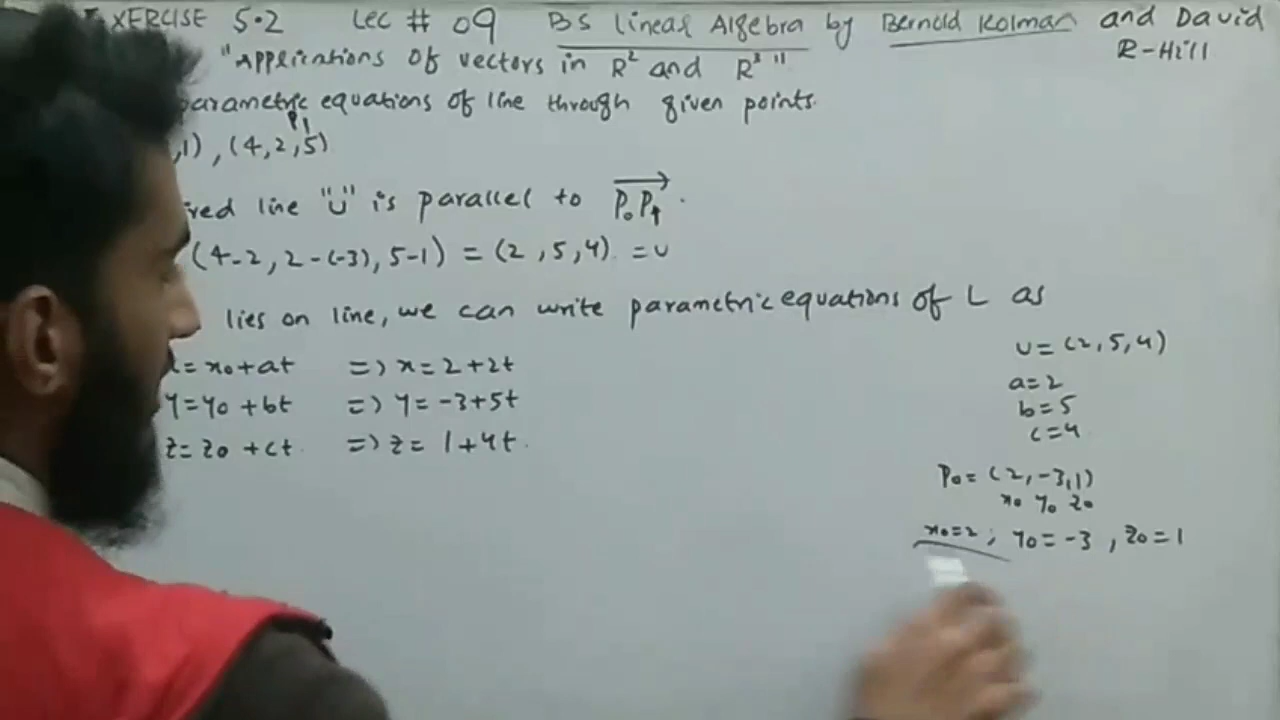 EXERCISE 5.2 Lec # 09 BS linear Algebra by Bernold Kolman and David
R-Hill
"Applications of vectors in R² and R³"
parametric equations of line through given points.
P1
,1) , (4,2,5)
red line "U" is parallel to P₀P₁.
(4-2, 2-(-3), 5-1) = (2,5,4) = U
lies on line, we can write parametric equations of L as
x = x₀ + at => x = 2+2t
y = y₀ + bt => y = -3+5t
z = z₀ + ct => z = 1+4t
U = (2,5,4)
a=2
b=5
c=4
P₀ = (2,-3,1)
x₀ y₀ z₀
x₀=2 ; y₀=-3 , z₀=1